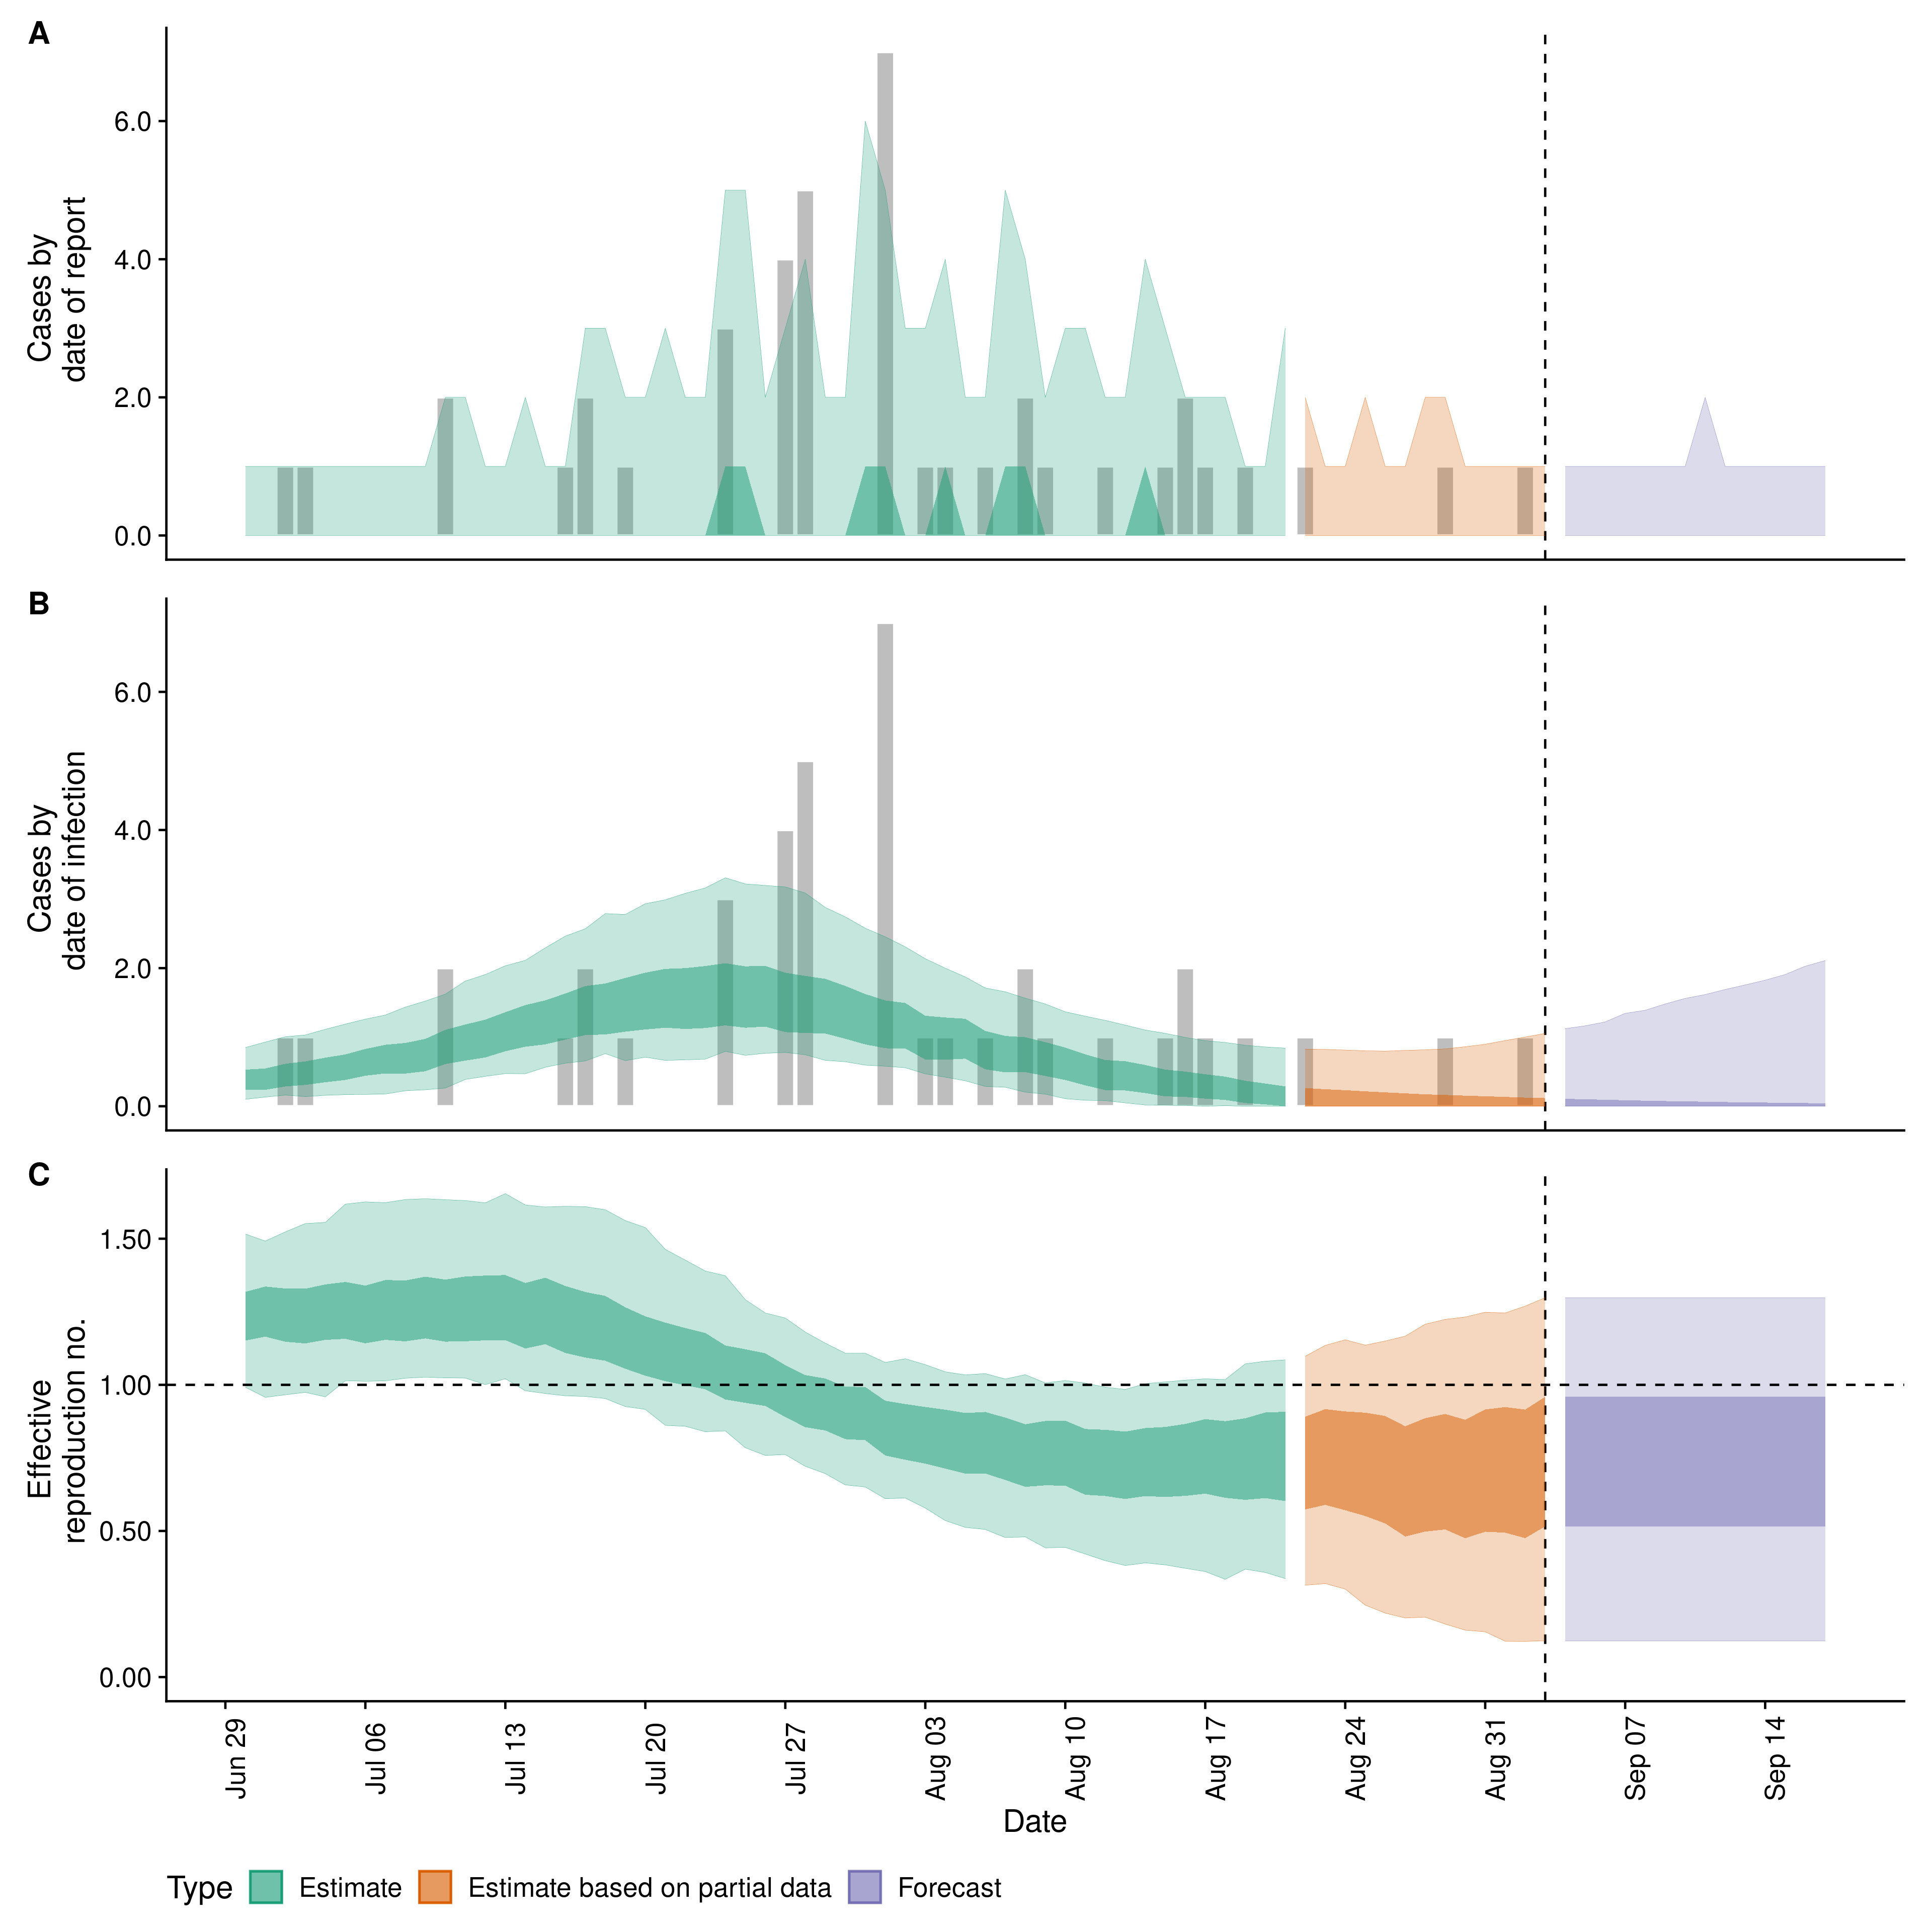 A
Cases by
date of report
6.0
4.0
2.0
0.0
B
Cases by
date of infection
6.0
4.0
2.0
0.0
C
Effective
reproduction no.
1.50
1.00
0.50
0.00
Jun 29
Jul 06
Jul 13
Jul 20
Jul 27
Aug 03
Aug 10
Aug 17
Aug 24
Aug 31
Sep 07
Sep 14
Date
Type Estimate Estimate based on partial data Forecast